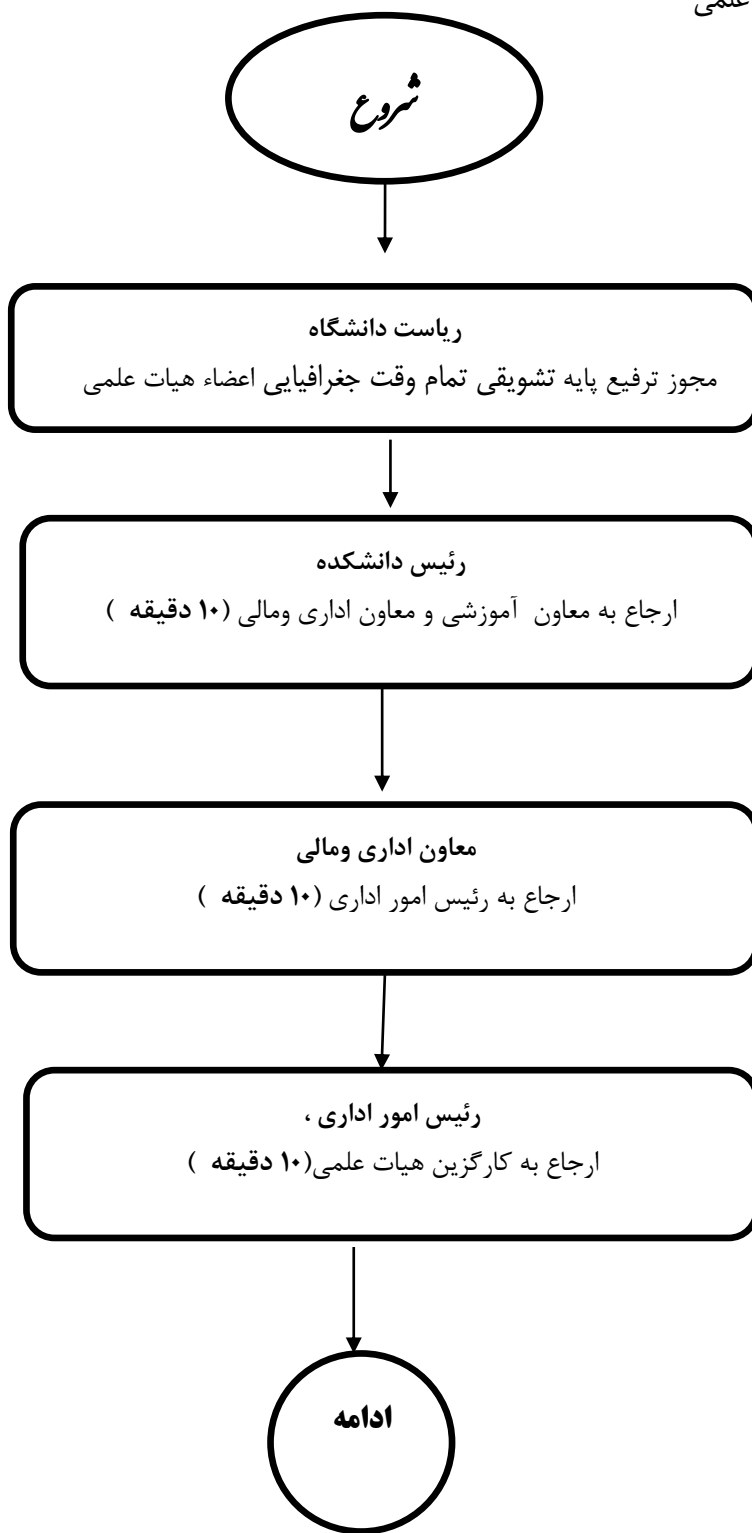 علمی
شروع
ریاست دانشگاه
مجوز ترفیع پایه تشویقی تمام وقت جغرافیایی اعضاء هیات علمی
رئیس دانشکده
ارجاع به معاون آموزشی و معاون اداری ومالی (۱۰ دقیقه )
معاون اداری ومالی
ارجاع به رئیس امور اداری (۱۰ دقیقه )
رئیس امور اداری ،
ارجاع به کارگزین هیات علمی(۱۰ دقیقه )
ادامه